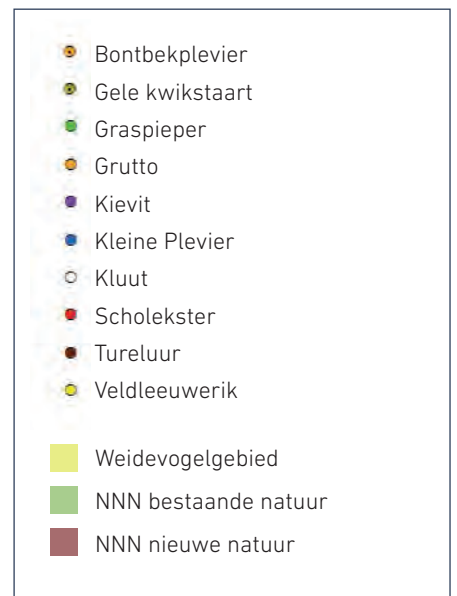 Bontbekplevier
Gele kwikstaart
Graspieper
Grutto
Kievit
Kleine Plevier
Kluut
Scholekster
Tureluur
Veldleeuwerik
Weidevogelgebied
NNN bestaande natuur
NNN nieuwe natuur